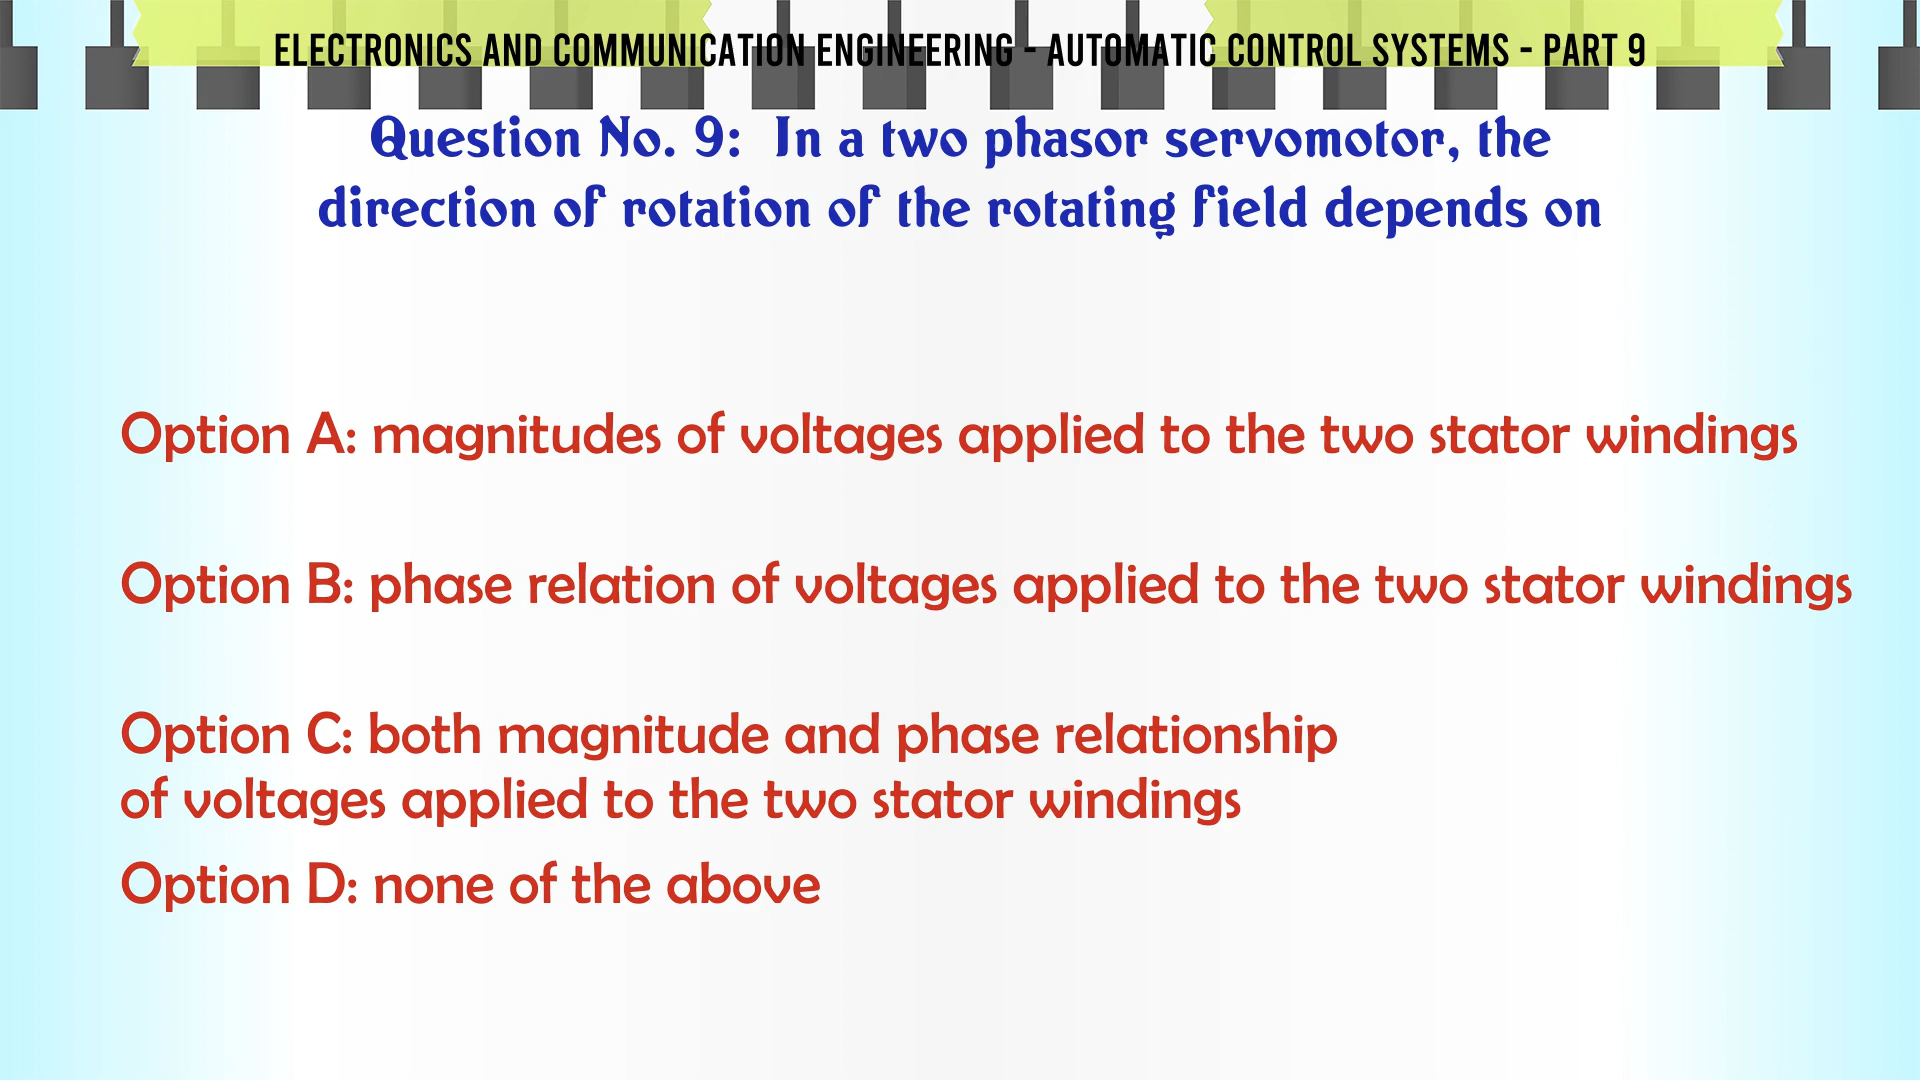 ELECTRONICS AND COMMUNICATION ENGINEERING - AUTOMATIC CONTROL SYSTEMS - PART 9
Question No. 9:  In a two phasor servomotor, the
direction of rotation of the rotating field depends on
Option A: magnitudes of voltages applied to the two stator windings
Option B: phase relation of voltages applied to the two stator windings
Option C: both magnitude and phase relationship
of voltages applied to the two stator windings
Option D: none of the above